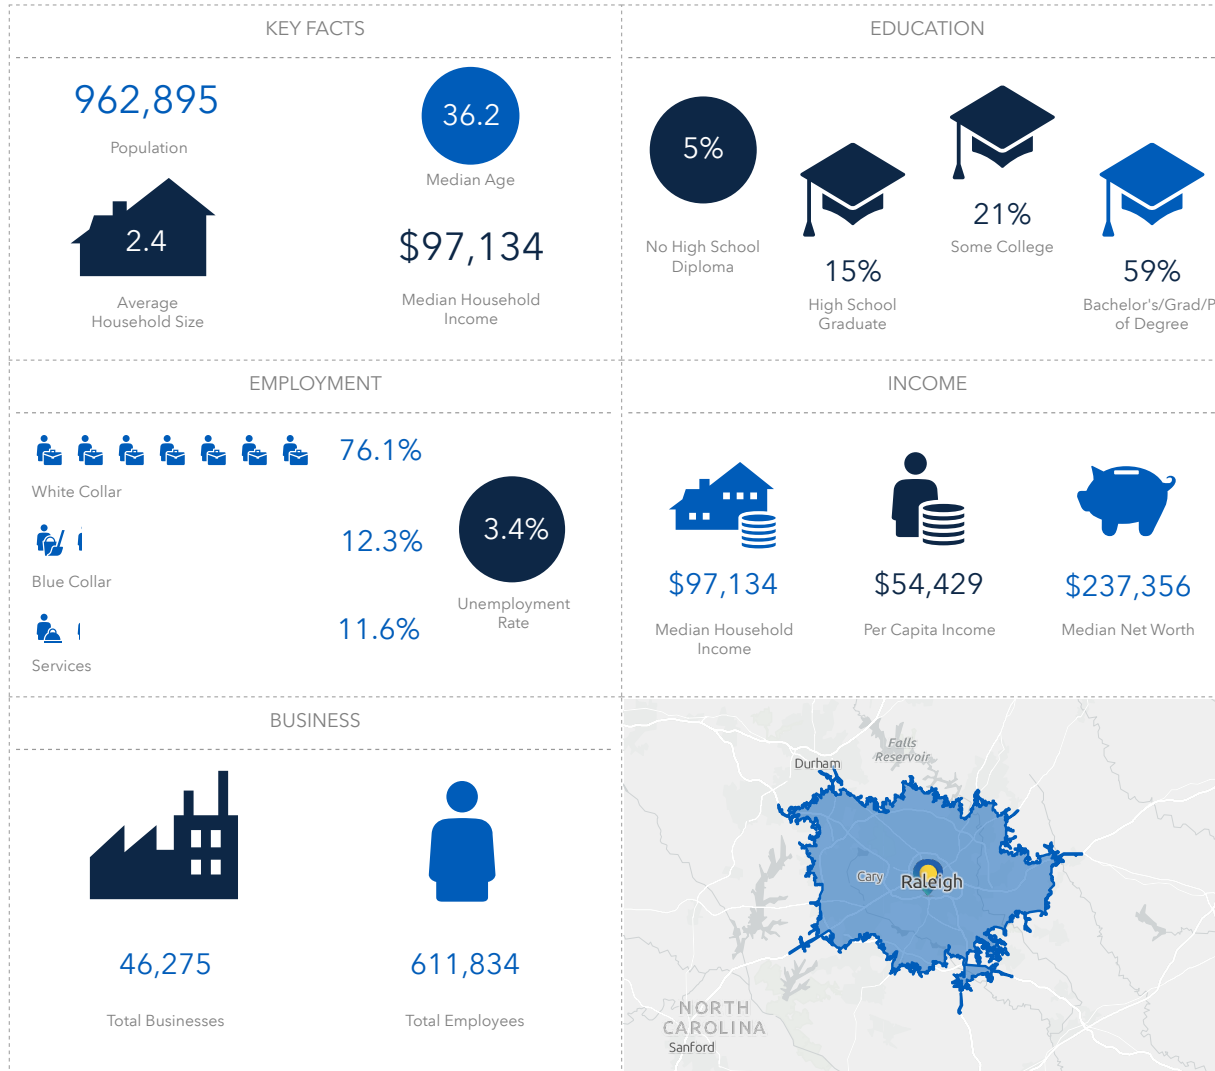 KEY FACTS
962,895
Population
36.2
Median Age
2.4
Average
Household Size
$97,134
Median Household
Income
EDUCATION
5%
No High School
Diploma
15%
High School
Graduate
21%
Some College
59%
Bachelor's/Grad/P
of Degree
EMPLOYMENT
76.1%
White Collar
12.3%
Blue Collar
11.6%
Services
3.4%
Unemployment
Rate
INCOME
$97,134
Median Household
Income
$54,429
Per Capita Income
$237,356
Median Net Worth
BUSINESS
46,275
Total Businesses
611,834
Total Employees
Falls
Reservoir
Durham
Cary
Raleigh
NORTH
CAROLINA
Sanford